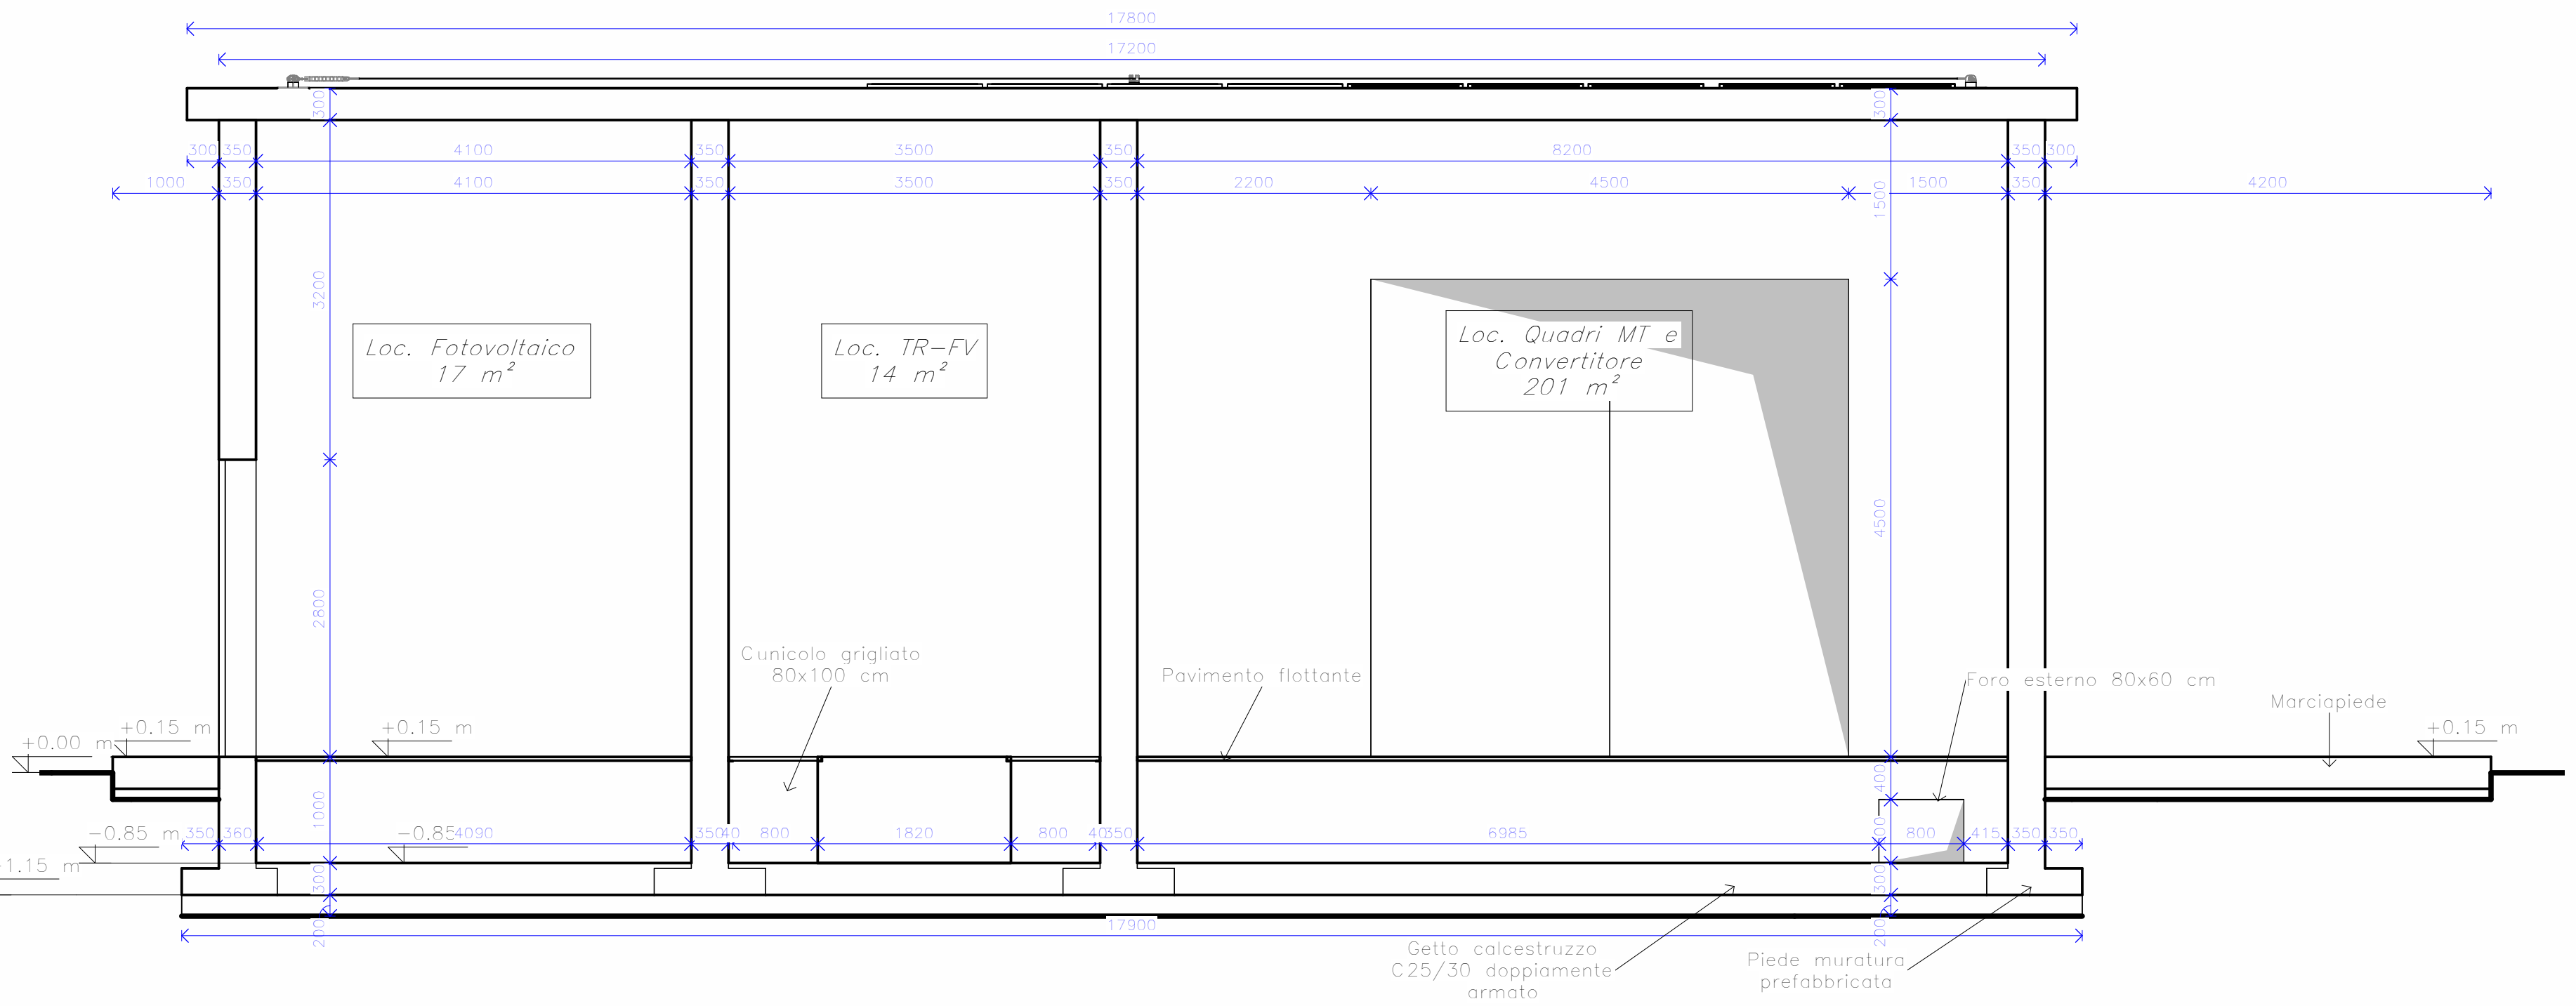 17800
17200
300
300
300 350 4100 350 3500 350 8200 350 300
1000 350 4100 350 3500 350 2200 4500 1500 350 4200
1500
3200
Loc. Fotovoltaico
17 m²
Loc. TR-FV
14 m²
Loc. Quadri MT e
Convertitore
201 m²
4500
2800
Cunicolo grigliato
80x100 cm
Pavimento flottante
Foro esterno 80x60 cm
Marciapiede
+0.00 m
+0.15 m
+0.15 m
+0.15 m
400
1000
-0.85 m
-0.85
350 360 4090 350 40 800 1820 800 40 350 6985 800 415 350 350
1.15 m
300
300
200
200
17900
Getto calcestruzzo
C25/30 doppiamente
armato
Piede muratura
prefabbricata